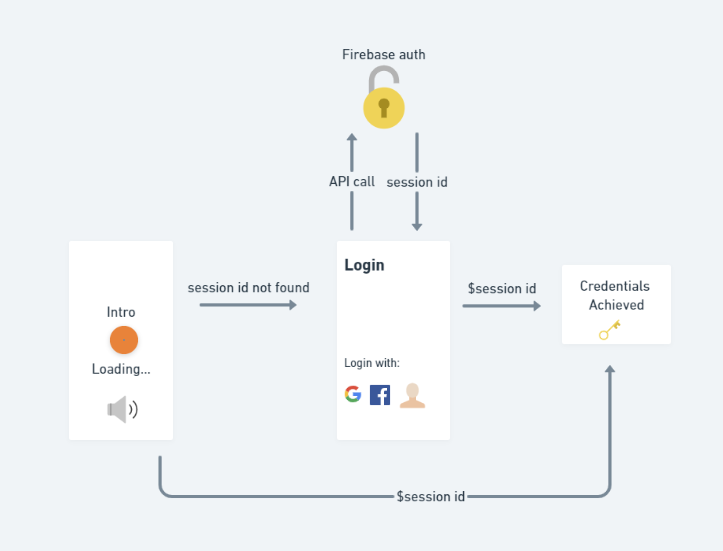 Firebase auth
API call
session id
Login
session id not found
$session id
Credentials
Achieved
Intro
Loading...
Login with:
$session id